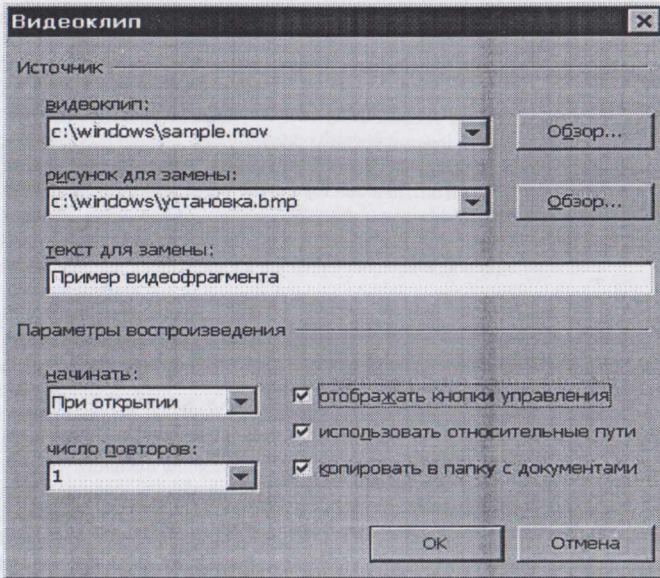 Видеоклип
Источник
видеоклип:
c:\windows\sample.mov
Обзор...
рисунок для замены:
c:\windows\установка.bmp
Обзор...
текст для замены:
Пример видеофрагмента
Параметры воспроизведения
начинать:
При открытии
отображать кнопки управления
использовать относительные пути
число повторов:
1
копировать в папку с документами
ОК
Отмена